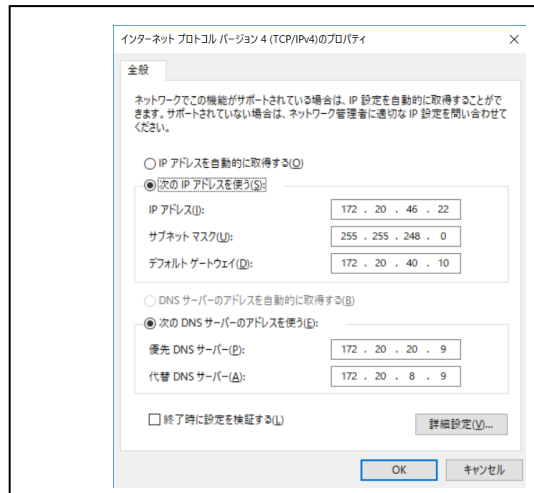 インターネット プロトコル バージョン 4 (TCP/IPv4)のプロパティ
全般
ネットワークでこの機能がサポートされている場合は、IP 設定を自動的に取得することがで
きます。サポートされていない場合は、ネットワーク管理者に適切な IP 設定を問い合わせて
ください。
IP アドレスを自動的に取得する(O)
次の IP アドレスを使う(S):
IP アドレス(I): 172 . 20 . 46 . 22
サブネット マスク(U): 255 . 255 . 248 . 0
デフォルト ゲートウェイ(D): 172 . 20 . 40 . 10
DNS サーバーのアドレスを自動的に取得する(B)
次の DNS サーバーのアドレスを使う(E):
優先 DNS サーバー(P): 172 . 20 . 20 . 9
代替 DNS サーバー(A): 172 . 20 . 8 . 9
終了時に設定を検証する(L)
詳細設定(V)...
OK キャンセル